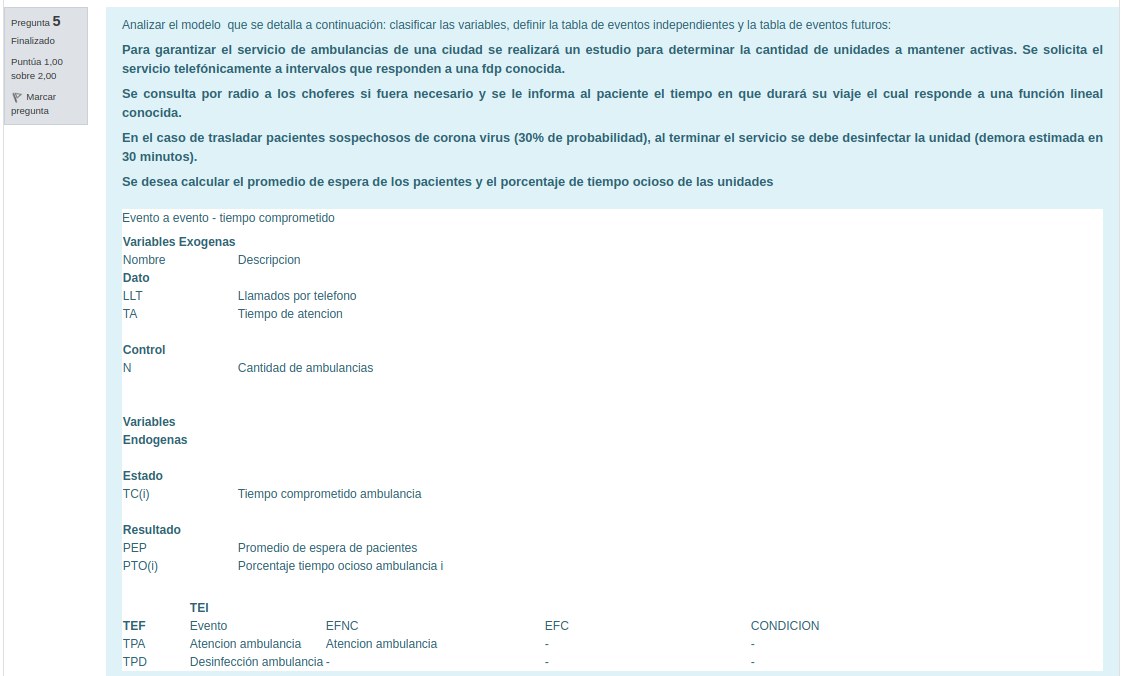 Pregunta 5
Finalizado
Puntúa 1,00
sobre 2,00
Marcar
pregunta
Analizar el modelo que se detalla a continuación: clasificar las variables, definir la tabla de eventos independientes y la tabla de eventos futuros:
Para garantizar el servicio de ambulancias de una ciudad se realizará un estudio para determinar la cantidad de unidades a mantener activas. Se solicita el
servicio telefónicamente a intervalos que responden a una fdp conocida.
Se consulta por radio a los choferes si fuera necesario y se le informa al paciente el tiempo en que durará su viaje el cual responde a una función lineal
conocida.
En el caso de trasladar pacientes sospechosos de corona virus (30% de probabilidad), al terminar el servicio se debe desinfectar la unidad (demora estimada en
30 minutos).
Se desea calcular el promedio de espera de los pacientes y el porcentaje de tiempo ocioso de las unidades
Evento a evento - tiempo comprometido
Variables Exogenas
Nombre Descripcion
Dato
LLT Llamados por telefono
TA Tiempo de atencion
Control
N Cantidad de ambulancias
Variables
Endogenas
Estado
TC(i) Tiempo comprometido ambulancia
Resultado
PEP Promedio de espera de pacientes
PTO(i) Porcentaje tiempo ocioso ambulancia i
TEI
TEF Evento EFNC EFC CONDICION
TPA Atencion ambulancia Atencion ambulancia - -
TPD Desinfección ambulancia - - -